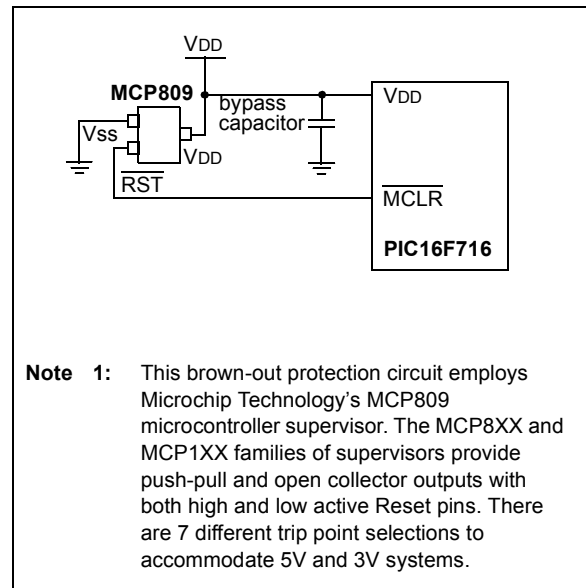 VDD
MCP809
bypass
capacitor
VDD
Vss
VDD
RST
MCLR
PIC16F716
Note 1: This brown-out protection circuit employs
Microchip Technology's MCP809
microcontroller supervisor. The MCP8XX and
MCP1XX families of supervisors provide
push-pull and open collector outputs with
both high and low active Reset pins. There
are 7 different trip point selections to
accommodate 5V and 3V systems.